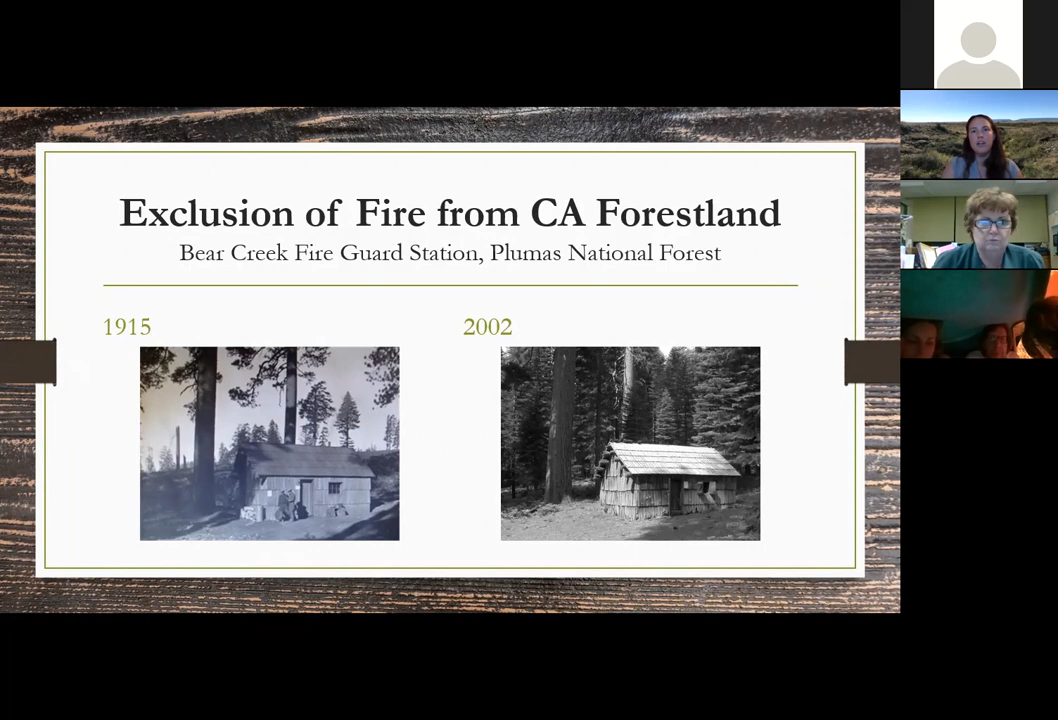 Exclusion of Fire from CA Forestland
Bear Creek Fire Guard Station, Plumas National Forest
1915
2002